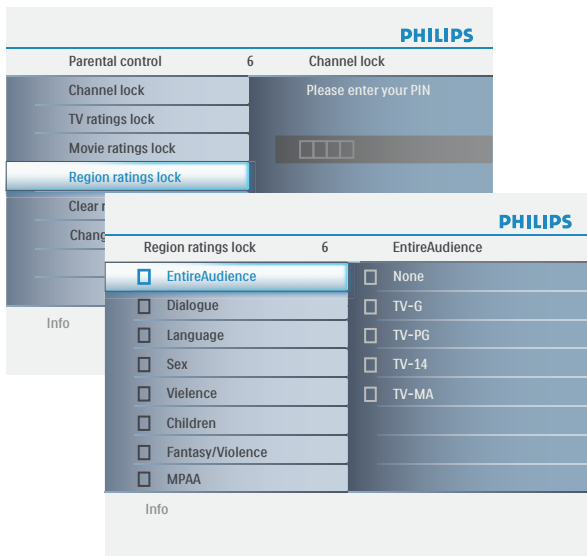 PHILIPS
Parental control 6 Channel lock
Channel lock Please enter your PIN
TV ratings lock
Movie ratings lock
Region ratings lock
Clear
Chang
Info
PHILIPS
Region ratings lock 6 EntireAudience
EntireAudience None
Dialogue TV-G
Language TV-PG
Sex TV-14
Vielence TV-MA
Children
Fantasy/Violence
MPAA
Info